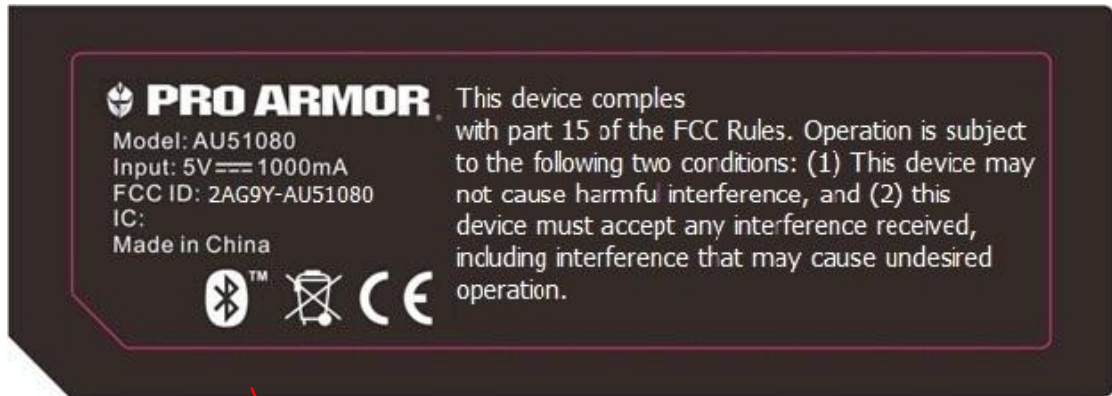 PRO ARMOR®
Model: AU51080
Input: 5V⎓1000mA
FCC ID: 2AG9Y-AU51080
IC:
Made in China
TM
CE
This device comples
with part 15 of the FCC Rules. Operation is subject
to the following two conditions: (1) This device may
not cause harmful interference, and (2) this
device must accept any interference received,
including interference that may cause undesired
operation.